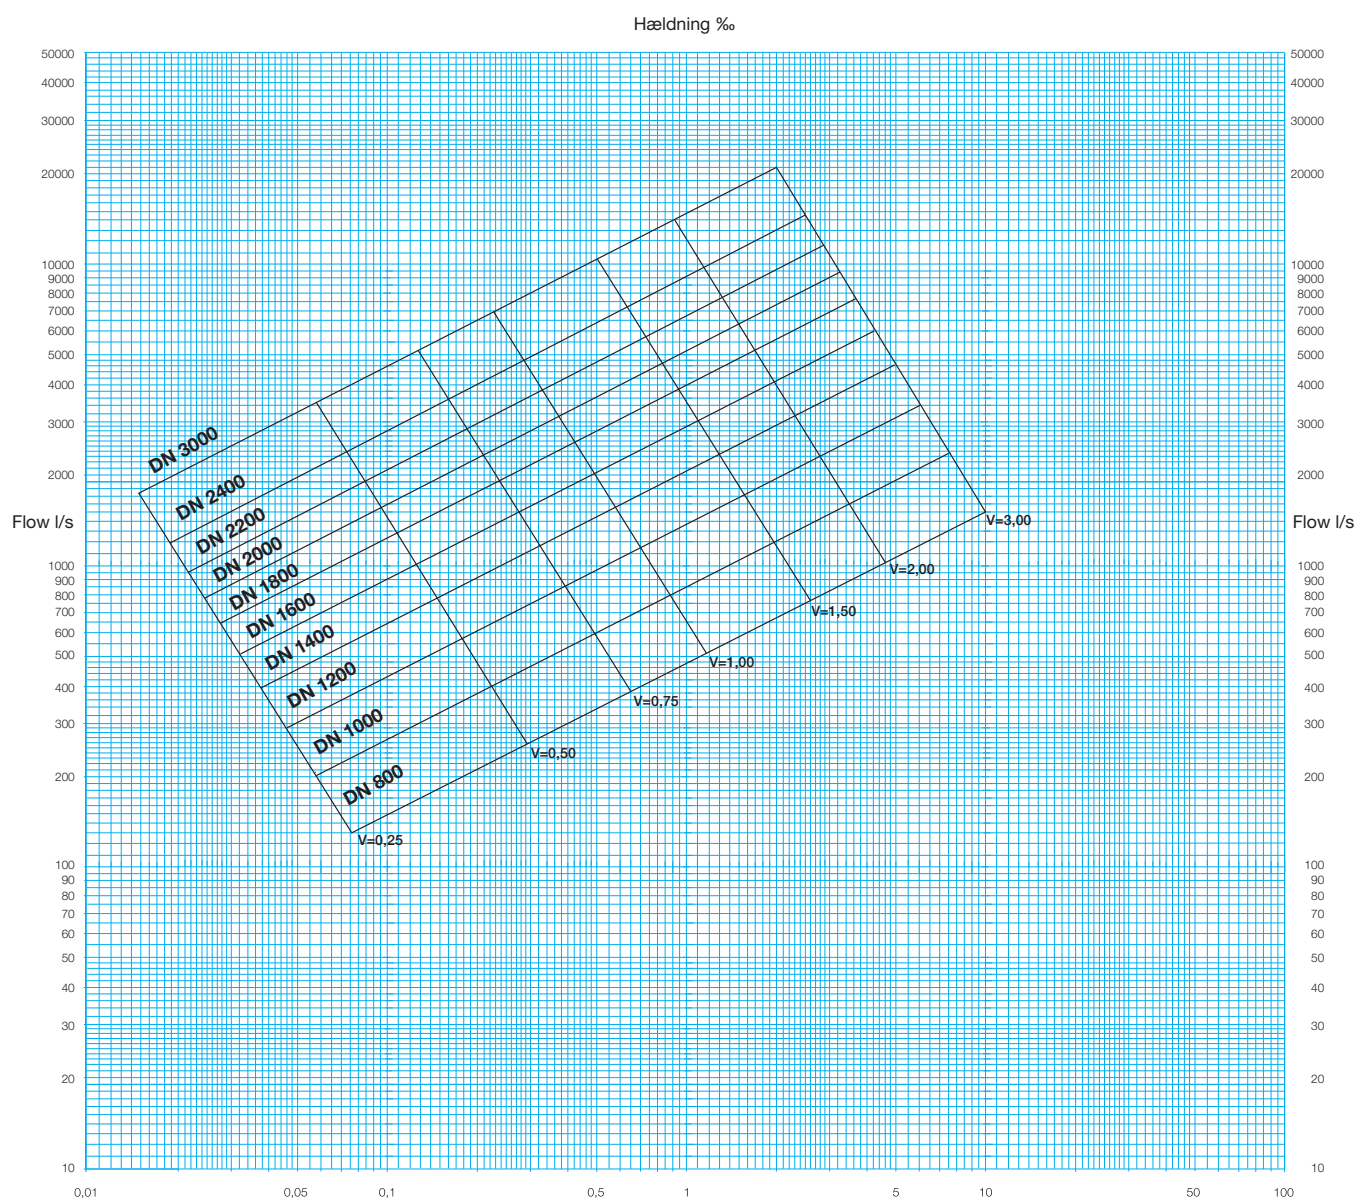 Hældning ‰
50000 50000
40000 40000
30000 30000
20000 20000
10000 10000
9000 9000
8000 8000
7000 7000
6000 6000
5000 5000
4000 4000
3000 3000
DN 3000
2000 2000
DN 2400
Flow l/s Flow l/s
V=3,00
DN 2200
DN 2000
1000 1000
V=2,00
900 900
DN 1800
800 800
700 700
V=1,50
DN 1600
600 600
DN 1400
500 500
V=1,00
DN 1200
400 400
V=0,75
300 300
DN 1000
V=0,50
200 200
DN 800
V=0,25
100 100
90 90
80 80
70 70
60 60
50 50
40 40
30 30
20 20
10 10
0,01 0,05 0,1 0,5 1 5 10 50 100